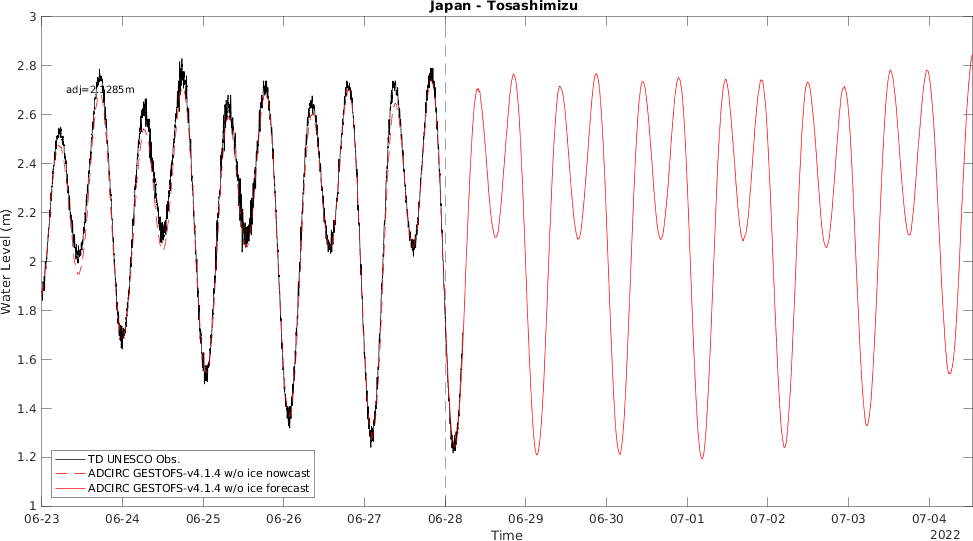 Japan - Tosashimizu
3
2.8
2.6
2.4
2.2
2
1.8
1.6
1.4
1.2
1
Water Level (m)
adj=2.1285m
TD UNESCO Obs.
ADCIRC GESTOFS-v4.1.4 w/o ice nowcast
ADCIRC GESTOFS-v4.1.4 w/o ice forecast
06-23 06-24 06-25 06-26 06-27 06-28 06-29 06-30 07-01 07-02 07-03 07-04
Time
2022